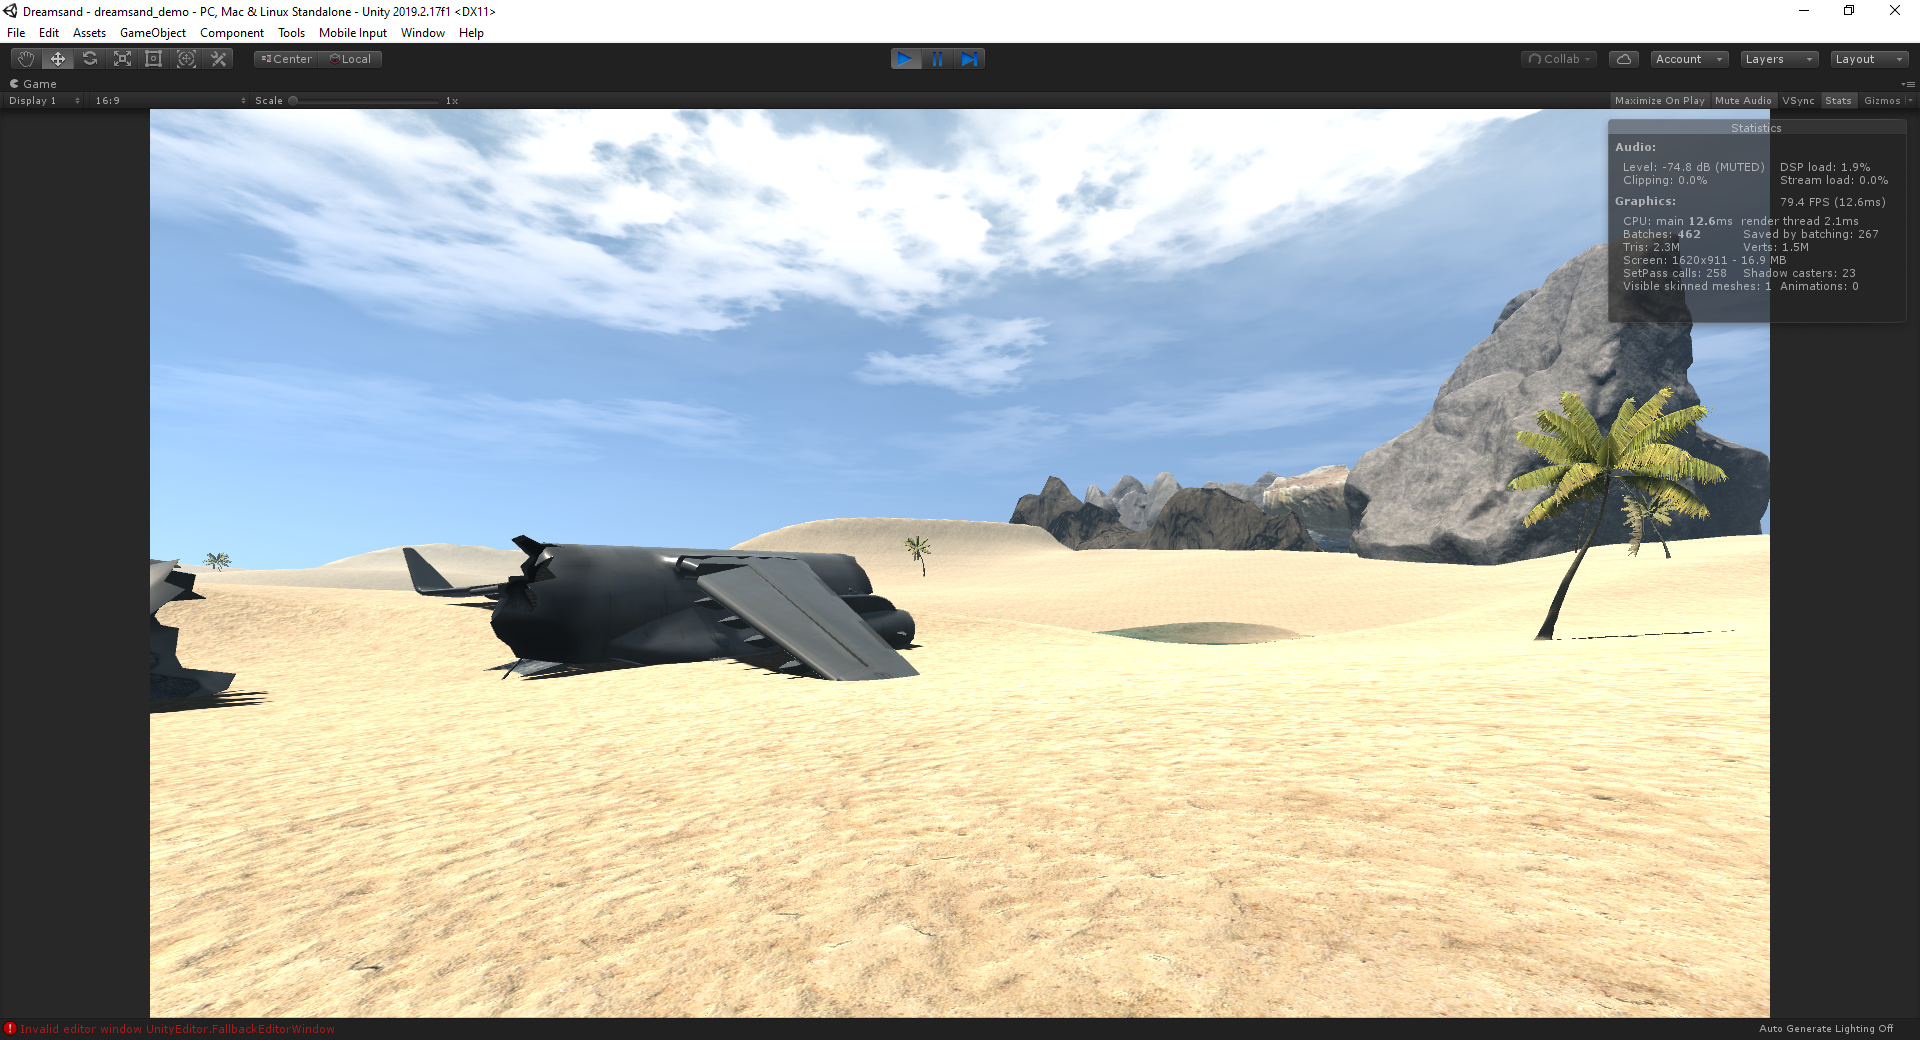 Dreamsand - dreamsand_demo - PC, Mac & Linux Standalone - Unity 2019.2.17f1 <DX11>
File Edit Assets GameObject Component Tools Mobile Input Window Help
Center Local Collab Account Layers Layout
Game
Display 1 16:9 Scale 1x Maximize On Play Mute Audio VSync Stats Gizmos
Statistics
Audio:
Level: -74.8 dB (MUTED) DSP load: 1.9%
Clipping: 0.0% Stream load: 0.0%
Graphics: 79.4 FPS (12.6ms)
CPU: main 12.6ms render thread 2.1ms
Batches: 462 Saved by batching: 267
Tris: 2.3M Verts: 1.5M
Screen: 1620x911 - 16.9 MB
SetPass calls: 258 Shadow casters: 23
Visible skinned meshes: 1 Animations: 0
Invalid editor window UnityEditor.FallbackEditorWindow
Auto Generate Lighting Off